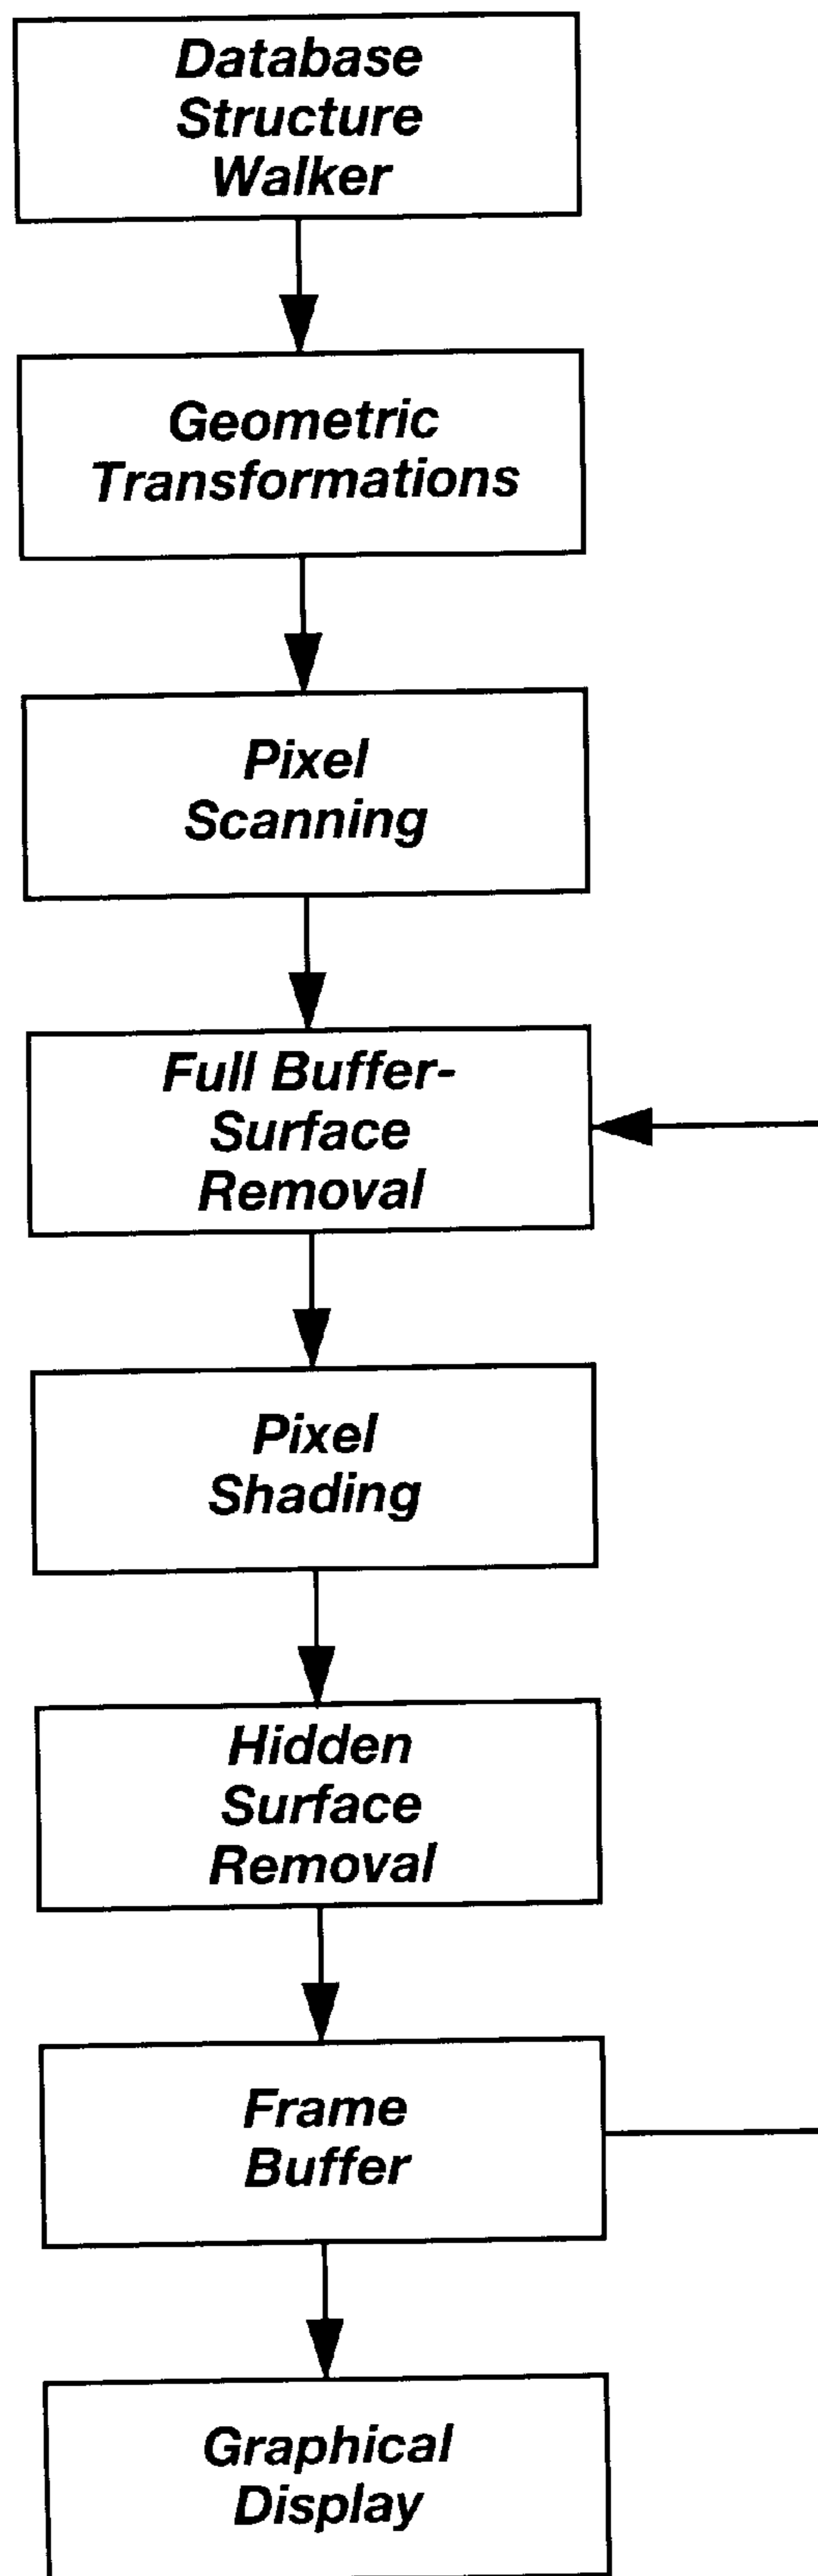 Database
Structure
Walker
Geometric
Transformations
Pixel
Scanning
Full Buffer-
Surface
Removal
Pixel
Shading
Hidden
Surface
Removal
Frame
Buffer
Graphical
Display